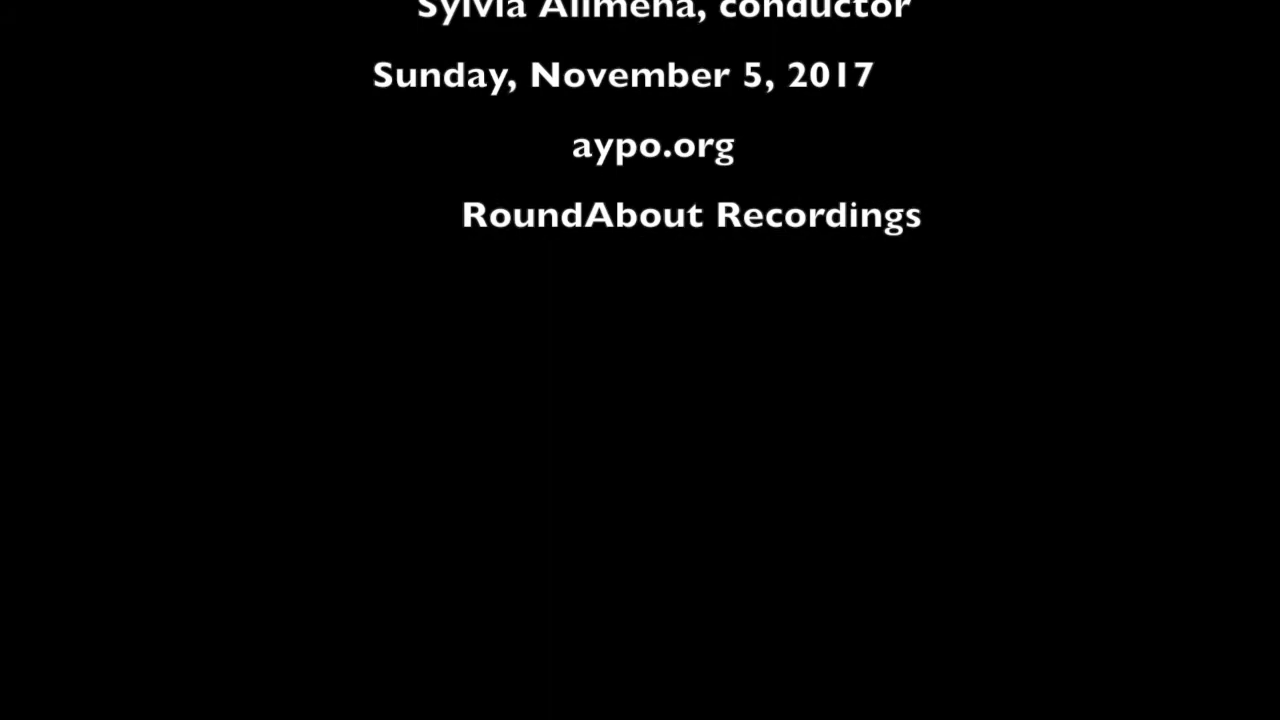 Sylvia Alimena, conductor
Sunday, November 5, 2017
aypo.org
RoundAbout Recordings